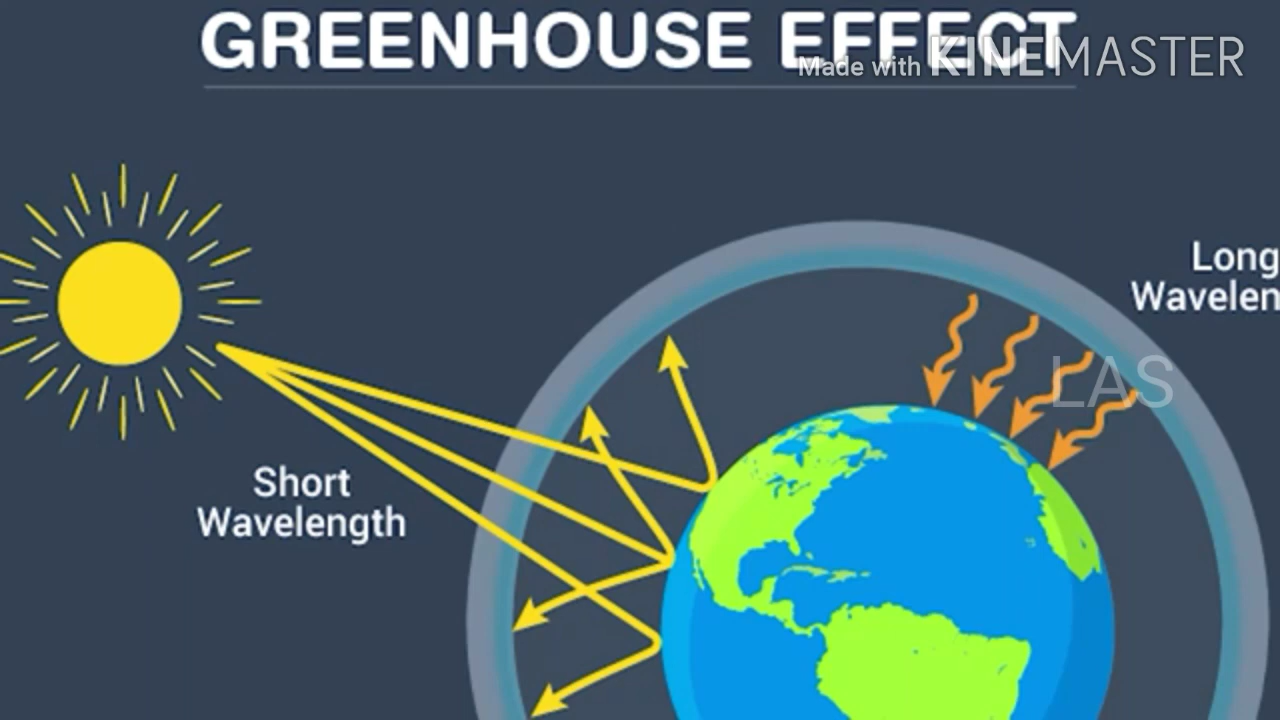 GREENHOUSE EFFECT
Made with KINEMASTER
Long
Wavelen
LAS
Short
Wavelength